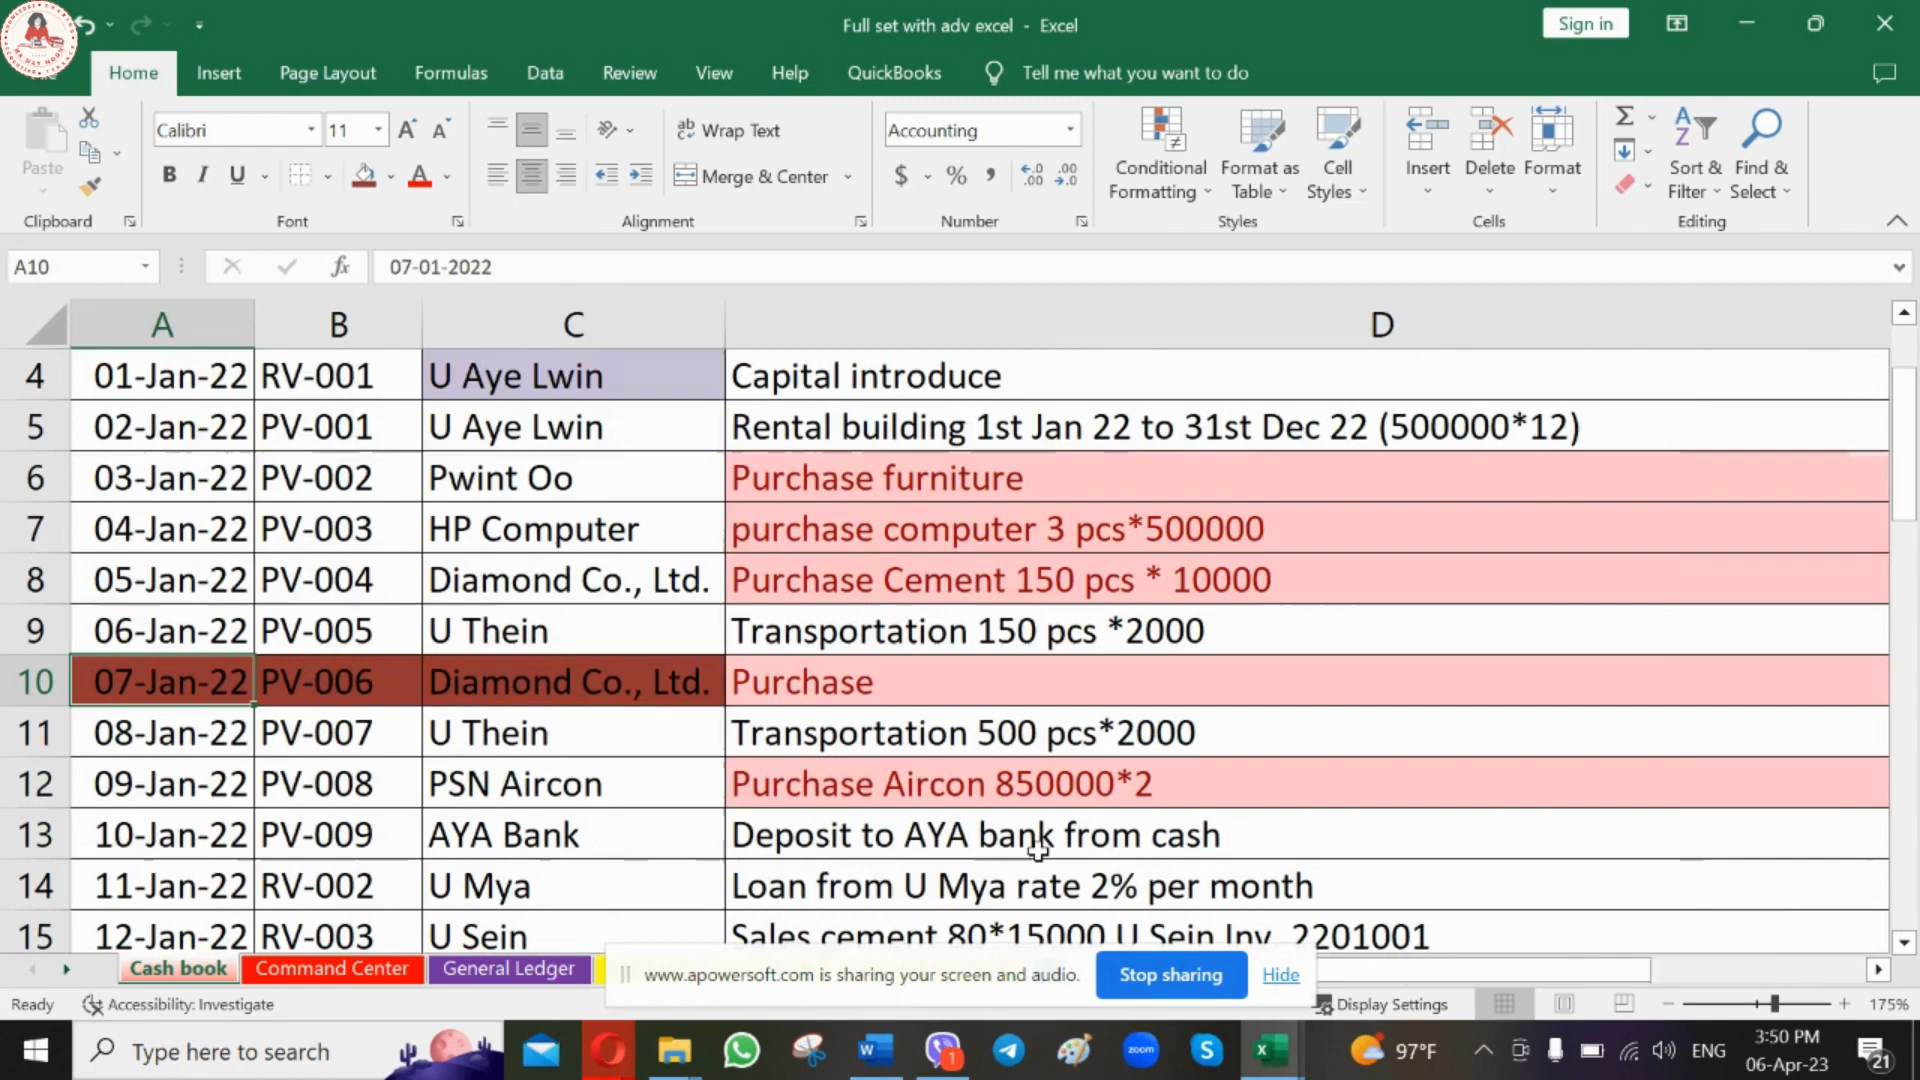 Full set with adv excel - Excel
Sign in
Home Insert Page Layout Formulas Data Review View Help QuickBooks Tell me what you want to do
Paste
Clipboard
Calibri 11
B I U
Font
Wrap Text
Merge & Center
Alignment
Accounting
$ % ,
Number
Conditional Formatting
Format as Table
Cell Styles
Styles
Insert Delete Format
Cells
Sort & Filter
Find & Select
Editing
A10 fx 07-01-2022
A B C D
4 01-Jan-22 RV-001 U Aye Lwin Capital introduce
5 02-Jan-22 PV-001 U Aye Lwin Rental building 1st Jan 22 to 31st Dec 22 (500000*12)
6 03-Jan-22 PV-002 Pwint Oo Purchase furniture
7 04-Jan-22 PV-003 HP Computer purchase computer 3 pcs*500000
8 05-Jan-22 PV-004 Diamond Co., Ltd. Purchase Cement 150 pcs * 10000
9 06-Jan-22 PV-005 U Thein Transportation 150 pcs *2000
10 07-Jan-22 PV-006 Diamond Co., Ltd. Purchase
11 08-Jan-22 PV-007 U Thein Transportation 500 pcs*2000
12 09-Jan-22 PV-008 PSN Aircon Purchase Aircon 850000*2
13 10-Jan-22 PV-009 AYA Bank Deposit to AYA bank from cash
14 11-Jan-22 RV-002 U Mya Loan from U Mya rate 2% per month
15 12-Jan-22 RV-003 U Sein Sales cement 80*15000 U Sein Inv 2201001
Cash book Command Center General Ledger
www.apowersoft.com is sharing your screen and audio. Stop sharing Hide
Ready Accessibility: Investigate Display Settings 175%
Type here to search
zoom
97°F ENG
3:50 PM
06-Apr-23
21